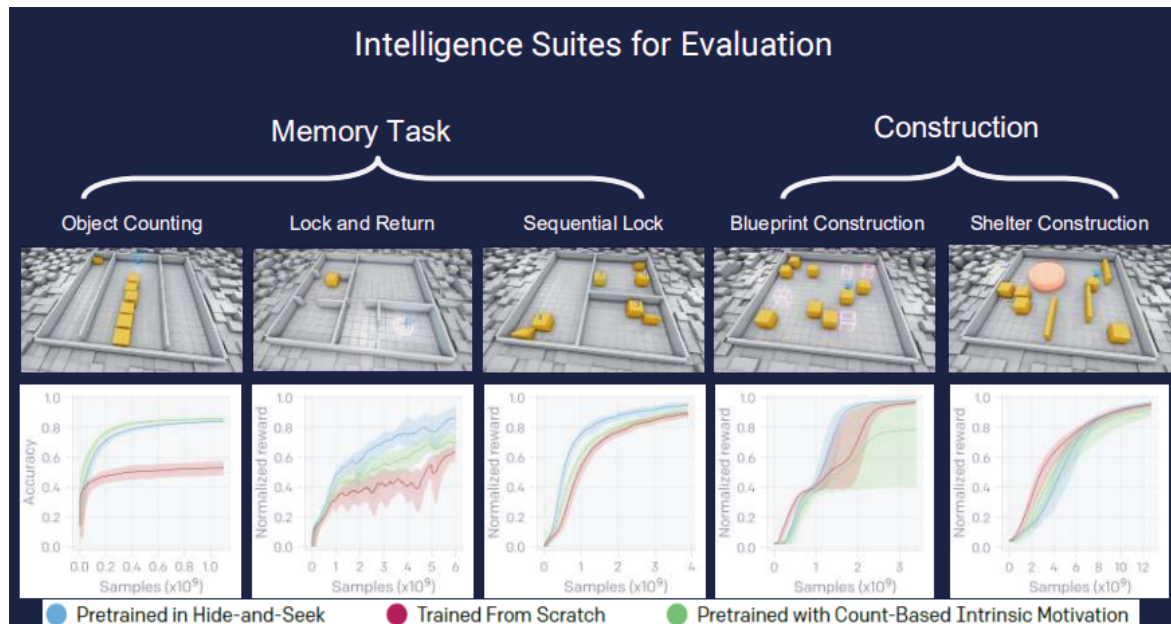 Intelligence Suites for Evaluation
Memory Task
Construction
Object Counting
Lock and Return
Sequential Lock
Blueprint Construction
Shelter Construction
Accuracy
1.0
0.8
0.6
0.4
0.2
0.0
0.0 0.2 0.4 0.6 0.8 1.0
Samples (x10⁹)
Normalized reward
1.0
0.8
0.6
0.4
0.2
0.0
0 1 2 3 4 5 6
Samples (x10⁹)
Normalized reward
1.0
0.8
0.6
0.4
0.2
0.0
0 1 2 3 4
Samples (x10⁹)
Normalized reward
1.0
0.8
0.6
0.4
0.2
0.0
0 1 2 3
Samples (x10⁹)
Normalized reward
1.0
0.8
0.6
0.4
0.2
0.0
0 2 4 6 8 10 12
Samples (x10⁹)
Pretrained in Hide-and-Seek
Trained From Scratch
Pretrained with Count-Based Intrinsic Motivation